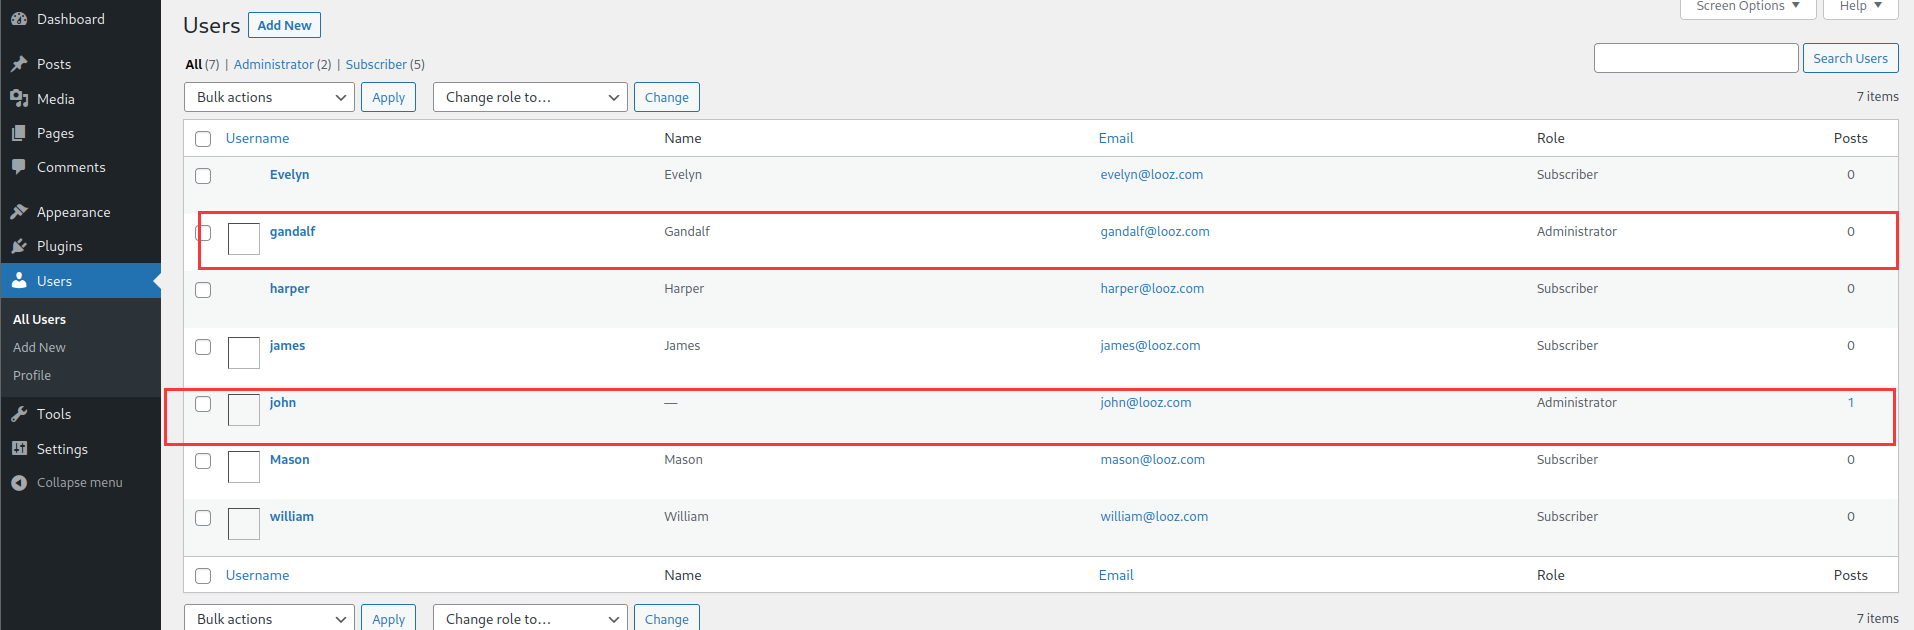 Dashboard
Posts
Media
Pages
Comments
Appearance
Plugins
Users
All Users
Add New
Profile
Tools
Settings
Collapse menu
Screen Options ▼ Help ▼
Users Add New
All (7) | Administrator (2) | Subscriber (5)
Search Users
Bulk actions Apply Change role to… Change 7 items
Username Name Email Role Posts
Evelyn Evelyn evelyn@looz.com Subscriber 0
gandalf Gandalf gandalf@looz.com Administrator 0
harper Harper harper@looz.com Subscriber 0
james James james@looz.com Subscriber 0
john — john@looz.com Administrator 1
Mason Mason mason@looz.com Subscriber 0
william William william@looz.com Subscriber 0
Username Name Email Role Posts
Bulk actions Apply Change role to… Change 7 items